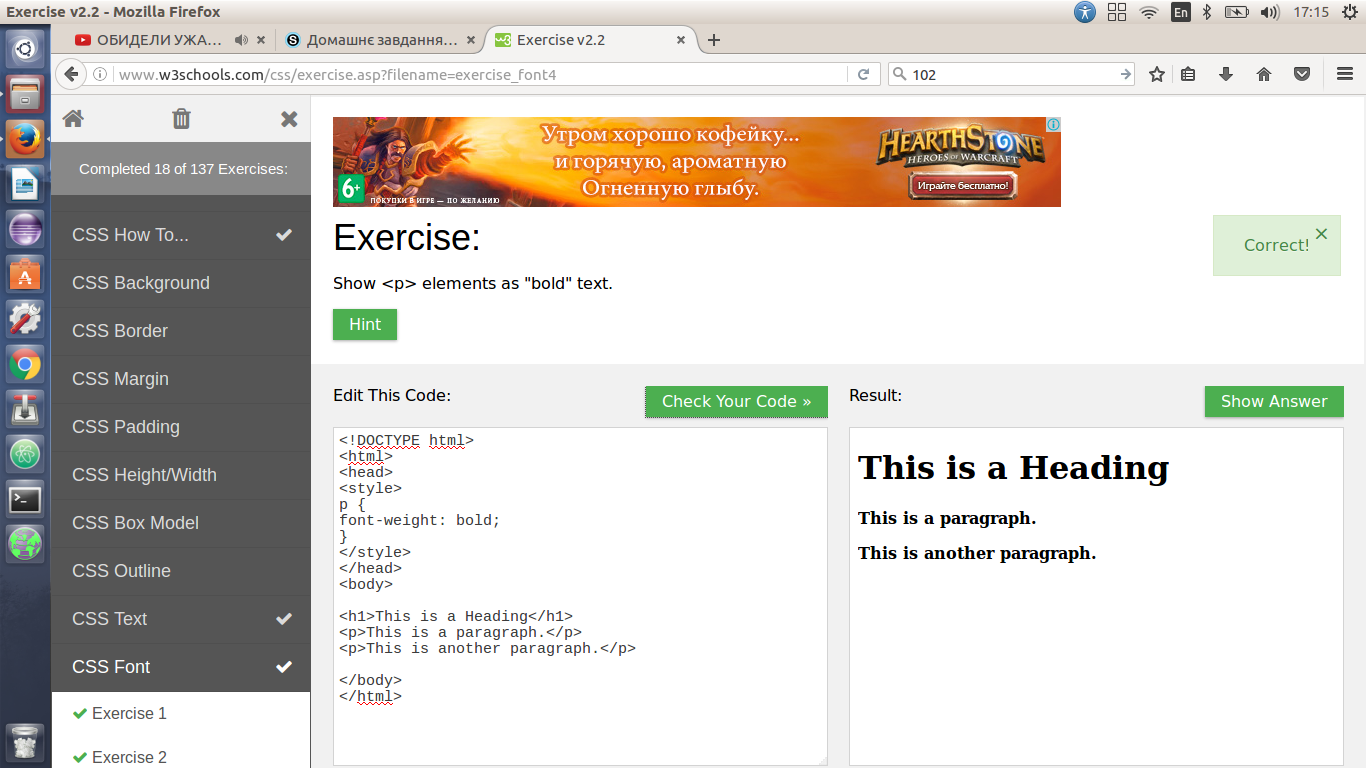 Exercise v2.2 - Mozilla Firefox
En
17:15
ОБИДЕЛИ УЖА...
Домашнє завдання...
w3
Exercise v2.2
www.w3schools.com/css/exercise.asp?filename=exercise_font4
102
Completed 18 of 137 Exercises:
CSS How To...
CSS Background
CSS Border
CSS Margin
CSS Padding
CSS Height/Width
CSS Box Model
CSS Outline
CSS Text
CSS Font
Exercise 1
Exercise 2
Утром хорошо кофейку...
и горячую, ароматную
Огненную глыбу.
6+
ПОКУПКИ В ИГРЕ — ПО ЖЕЛАНИЮ
HEARTHSTONE
HEROES OF WARCRAFT
Играйте бесплатно!
Exercise:
Correct!
Show <p> elements as "bold" text.
Hint
Edit This Code:
Check Your Code »
Result:
Show Answer
<!DOCTYPE html>
<html>
<head>
<style>
p {
font-weight: bold;
}
</style>
</head>
<body>
<h1>This is a Heading</h1>
<p>This is a paragraph.</p>
<p>This is another paragraph.</p>
</body>
</html>
This is a Heading
This is a paragraph.
This is another paragraph.